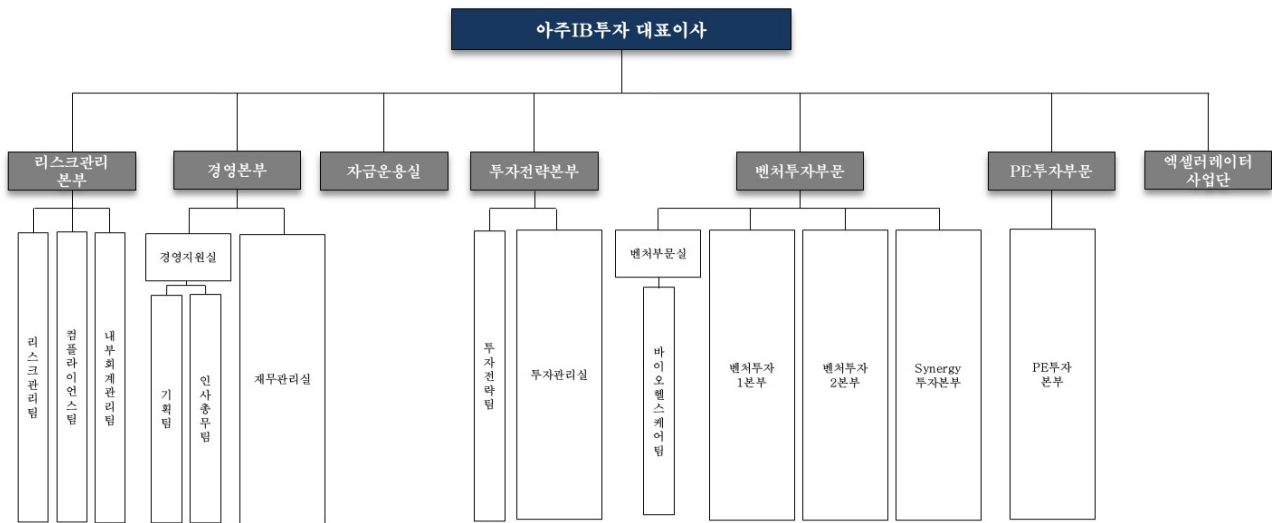 아주IB투자 대표이사
리스크관리
본부
경영본부
자금운용실
투자전략본부
벤처투자부문
PE투자부문
엑셀러레이터
사업단
리스크관리팀
컴플라이언스팀
내부회계관리팀
경영지원실
기획팀
인사총무팀
재무관리실
투자전략팀
투자관리실
벤처부문실
바이오헬스케어팀
벤처투자
1본부
벤처투자
2본부
Synergy
투자본부
PE투자
본부